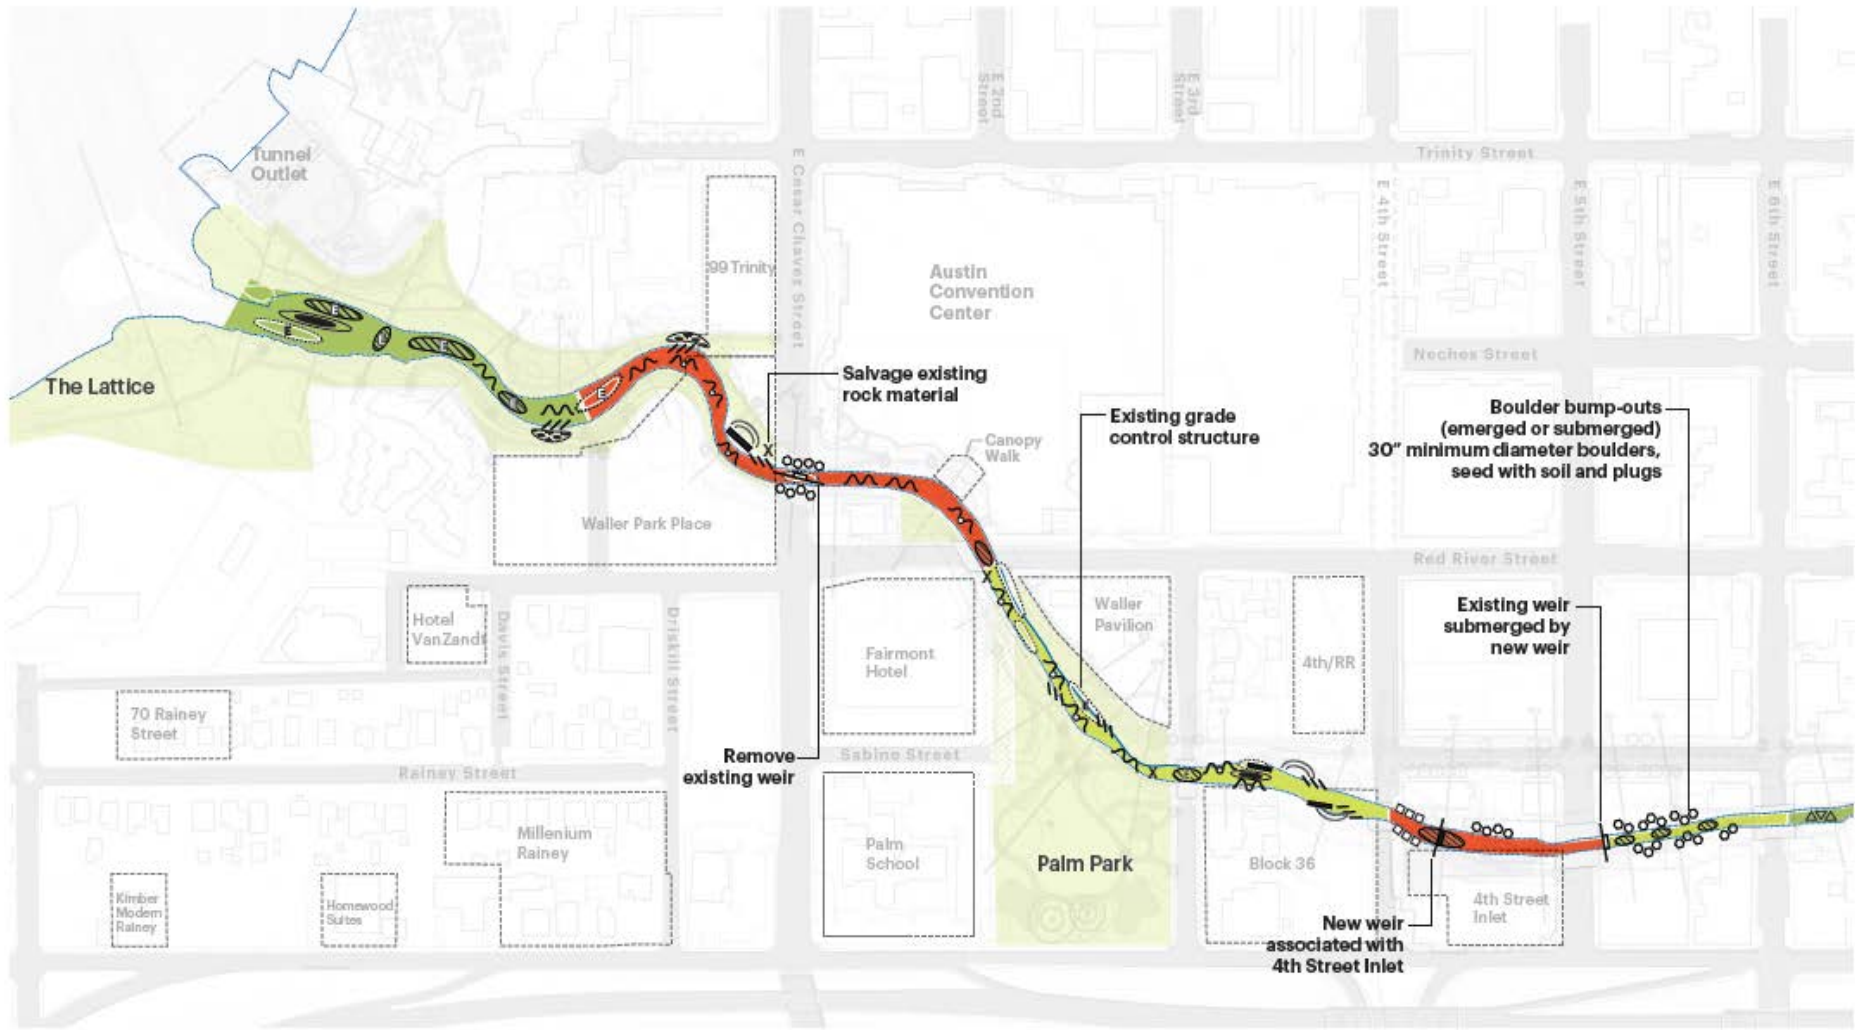 E 2nd
Street
E 3rd
Street
Trinity Street
Tunnel
Outlet
E Cesar Chavez Street
E 4th Street
E 5th Street
E 6th Street
99 Trinity
Austin
Convention
Center
E
E
E
Neches Street
The Lattice
E
Salvage existing
rock material
Existing grade
control structure
Boulder bump-outs
(emerged or submerged)
30" minimum diameter boulders,
seed with soil and plugs
X
Canopy
Walk
Waller Park Place
Red River Street
X
Hotel
VanZandt
Davis Street
Driskill Street
Waller
Pavilion
Existing weir
submerged by
new weir
Fairmont
Hotel
4th/RR
70 Rainey
Street
Remove
existing weir
Sabine Street
Rainey Street
X
Millenium
Rainey
Palm
School
Palm Park
Block 36
Kimber
Modern
Rainey
Homewood
Suites
4th Street
Inlet
New weir
associated with
4th Street Inlet